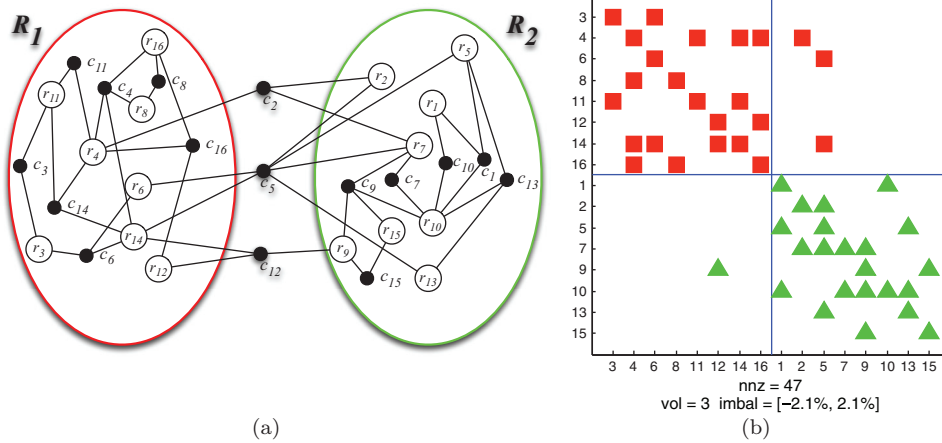 R1
R2
r16
c11
c8
r11
c4
r8
r4
c16
c3
r6
c14
r14
r3
c6
r12
c2
c5
c12
r5
r2
r1
r7
c10
c1
c9
c7
c13
r10
r15
r9
r13
c15
(a)
3
4
6
8
11
12
14
16
1
2
5
7
9
10
13
15
3 4 6 8 11 12 14 16 1 2 5 7 9 10 13 15
nnz = 47
vol = 3 imbal = [−2.1%, 2.1%]
(b)